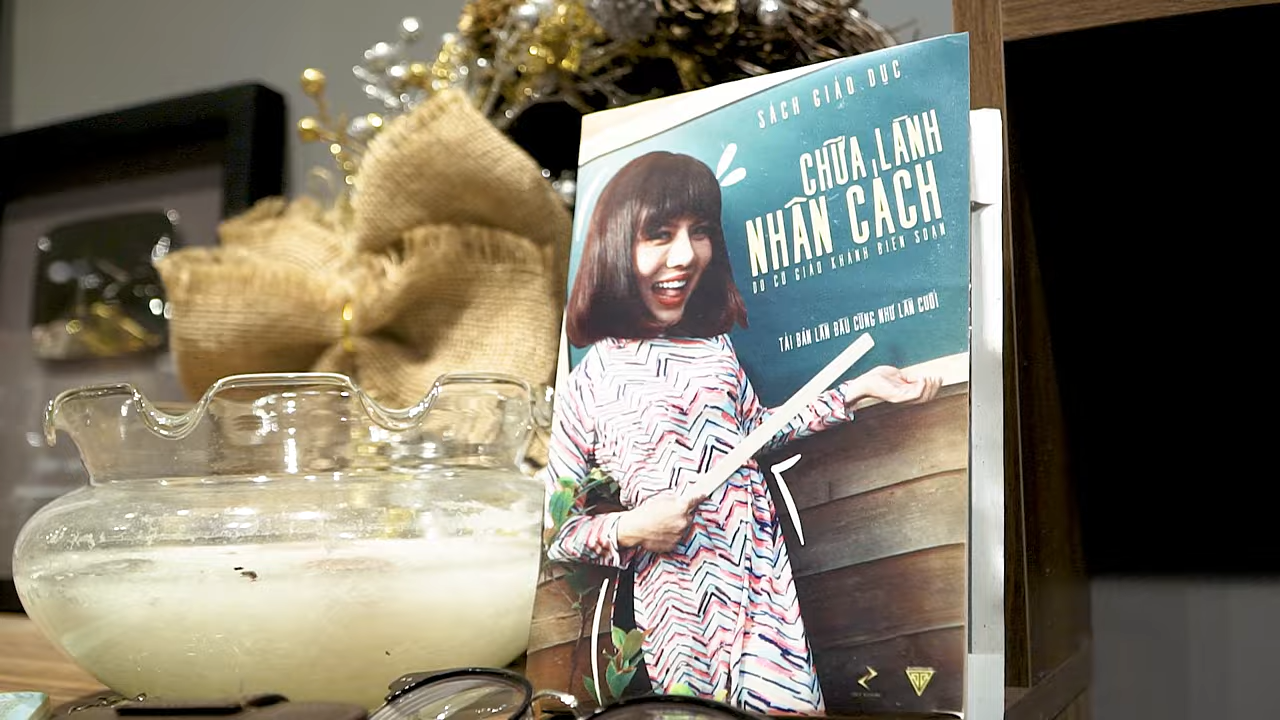 SÁCH GIÁO DỤC
CHỮA LÀNH
NHÂN CÁCH
DO CÔ GIÁO KHÁNH BIÊN SOẠN
TÁI BẢN LẦN ĐẦU CŨNG NHƯ LẦN CUỐI